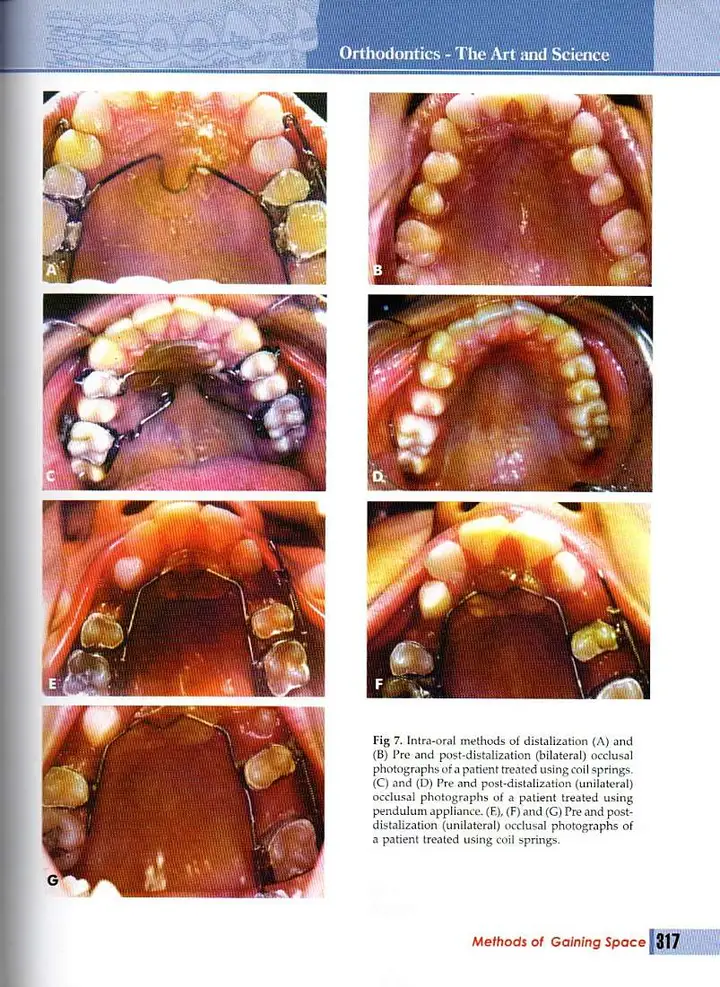 Orthodontics - The Art and Science
A
B
C
D
E
F
G
Fig 7. Intra-oral methods of distalization (A) and
(B) Pre and post-distalization (bilateral) occlusal
photographs of a patient treated using coil springs.
(C) and (D) Pre and post-distalization (unilateral)
occlusal photographs of a patient treated using
pendulum appliance. (E), (F) and (G) Pre and post-
distalization (unilateral) occlusal photographs of
a patient treated using coil springs.
Methods of Gaining Space 317